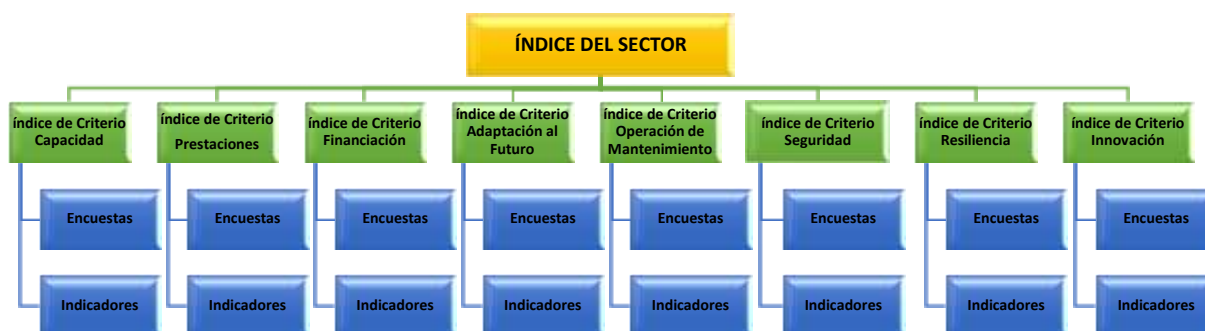 ÍNDICE DEL SECTOR
índice de Criterio
Capacidad
índice de Criterio
Prestaciones
índice de Criterio
Financiación
índice de Criterio
Adaptación al
Futuro
índice de Criterio
Operación de
Mantenimiento
índice de Criterio
Seguridad
índice de Criterio
Resiliencia
índice de Criterio
Innovación
Encuestas
Encuestas
Encuestas
Encuestas
Encuestas
Encuestas
Encuestas
Encuestas
Indicadores
Indicadores
Indicadores
Indicadores
Indicadores
Indicadores
Indicadores
Indicadores